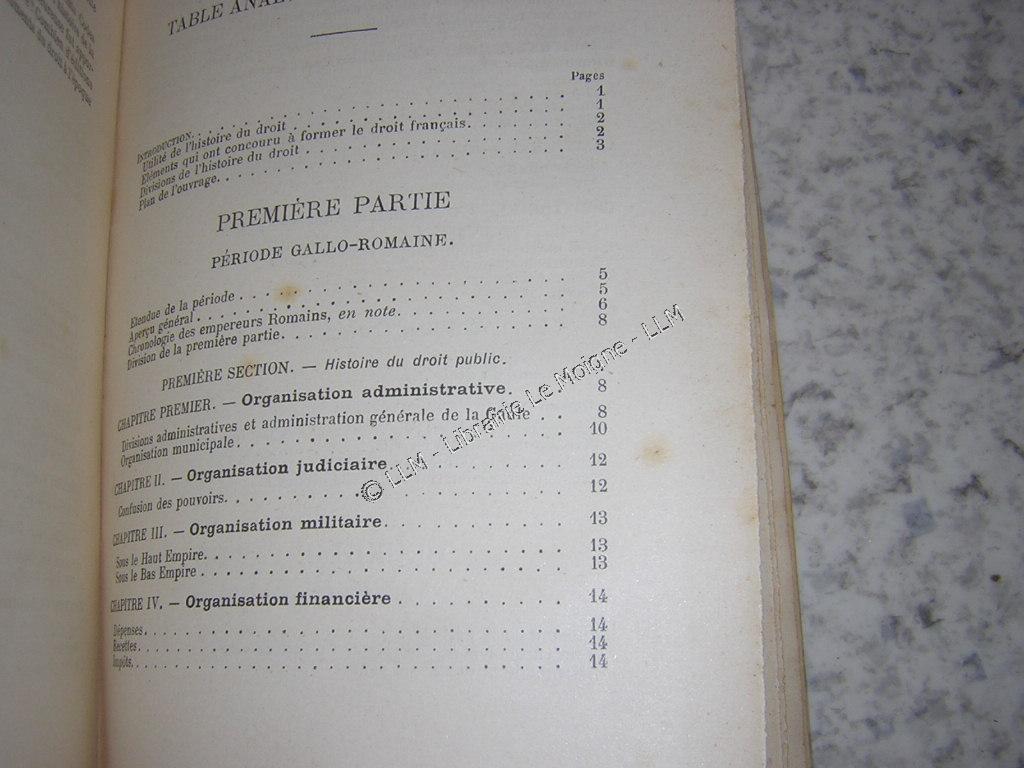 TABLE
Pages
INTRODUCTION. . . . . 1
Utilité de l'histoire du droit . . . . . 1
Eléments qui ont concouru à former le droit français. . . . . 2
Divisions de l'histoire du droit . . . . . 2
Plan de l'ouvrage. . . . . 3
PREMIÈRE PARTIE
PÉRIODE GALLO-ROMAINE.
Etendue de la période . . . . . 5
Aperçu général . . . . . 5
Chronologie des empereurs Romains, en note. . . . . 6
Division de la première partie. . . . . 8
PREMIÈRE SECTION. — Histoire du droit public.
CHAPITRE PREMIER. — Organisation administrative. . . . . 8
Divisions administratives et administration générale de la Gaule . . 8
Organisation municipale . . . . . 10
CHAPITRE II. — Organisation judiciaire . . . . . 12
Confusion des pouvoirs. . . . . 12
CHAPITRE III. — Organisation militaire. . . . . 13
Sous le Haut Empire. . . . . 13
Sous le Bas Empire . . . . . 13
CHAPITRE IV. — Organisation financière . . . . . 14
Dépenses. . . . . 14
Recettes. . . . . 14
Impôts. . . . . 14
© LLM - Librairie Le Moigne - LLM